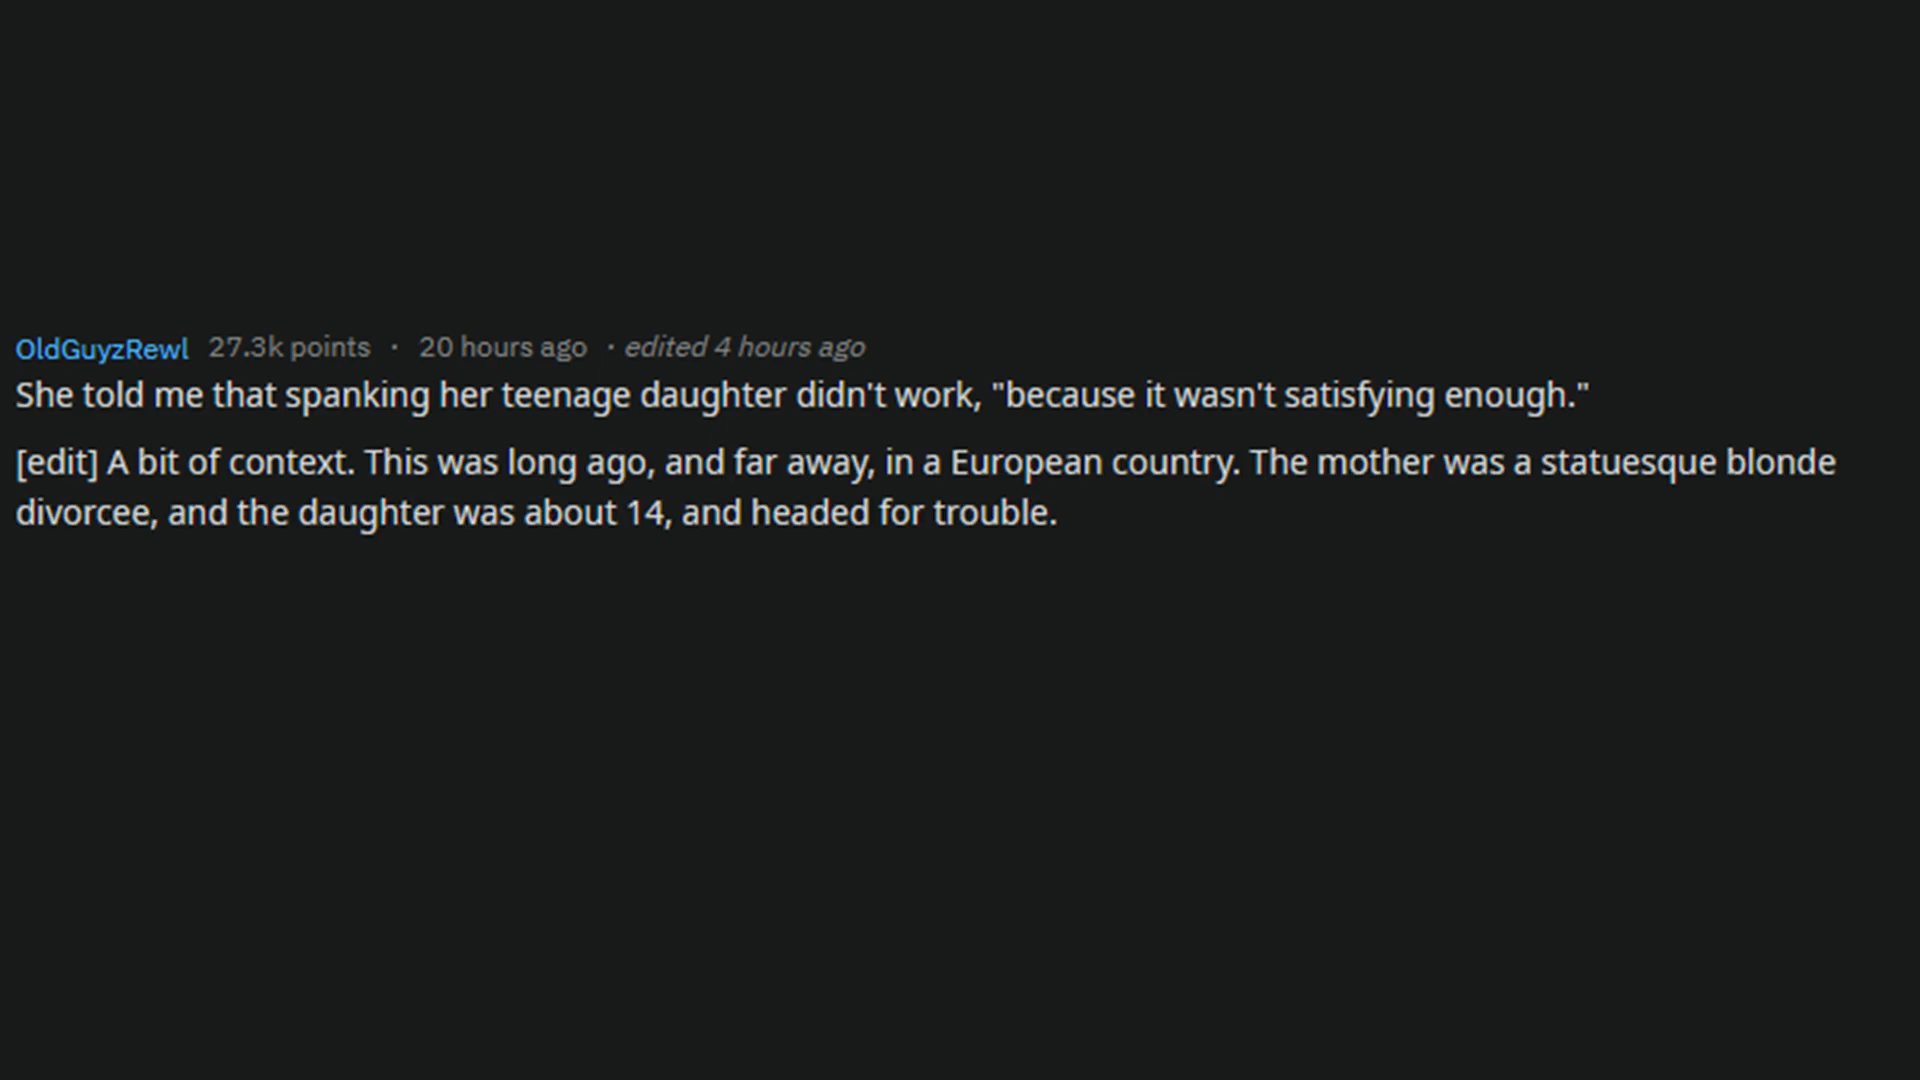 OldGuyzRewl 27.3k points · 20 hours ago · edited 4 hours ago
She told me that spanking her teenage daughter didn't work, "because it wasn't satisfying enough."
[edit] A bit of context. This was long ago, and far away, in a European country. The mother was a statuesque blonde
divorcee, and the daughter was about 14, and headed for trouble.